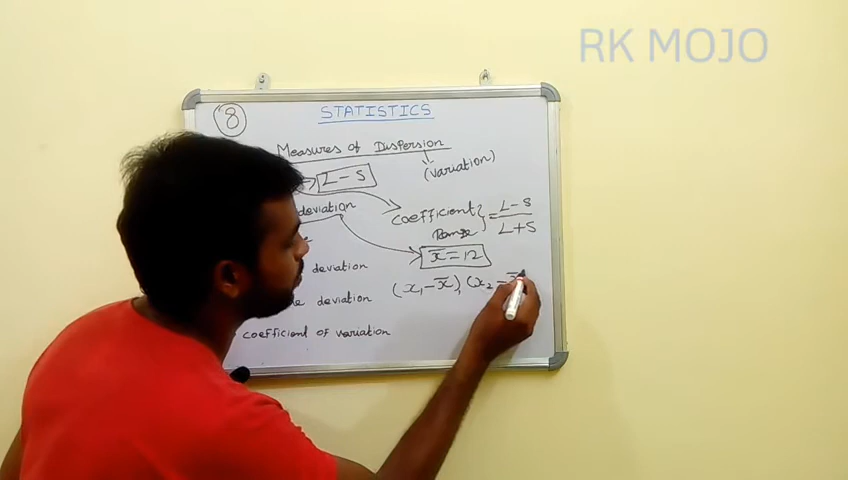 RK MOJO
8
STATISTICS
Measures of Dispersion
(variation)
L - S
coefficient } = L - S / L + S
Range
deviation
x̄ = 12
deviation
(x₁ - x̄), (x₂ - x̄
deviation
coefficient of variation